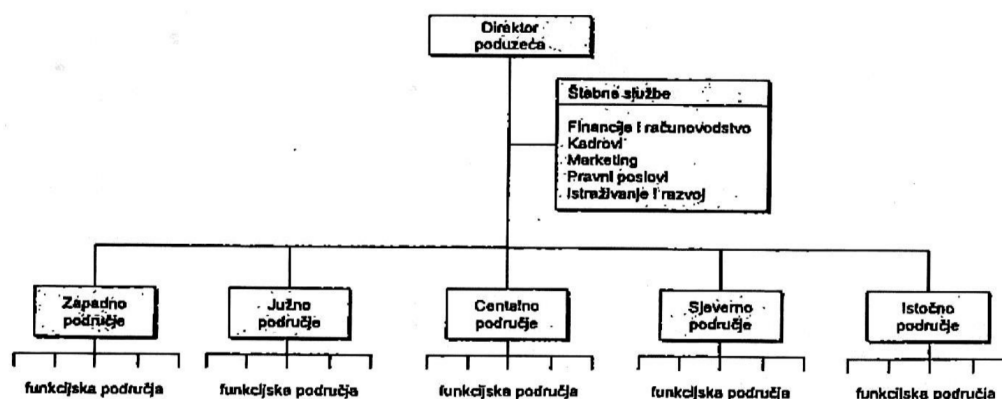 Direktor
poduzeća
Štabne službe
Financije i računovodstvo
Kadrovi
Marketing
Pravni poslovi
Istraživanje i razvoj
Zapadno
područje
Južno
područje
Centalno
područje
Sjeverno
područje
Istočno
područje
funkcijska područja
funkcijska područja
funkcijska područja
funkcijska područja
funkcijska područja